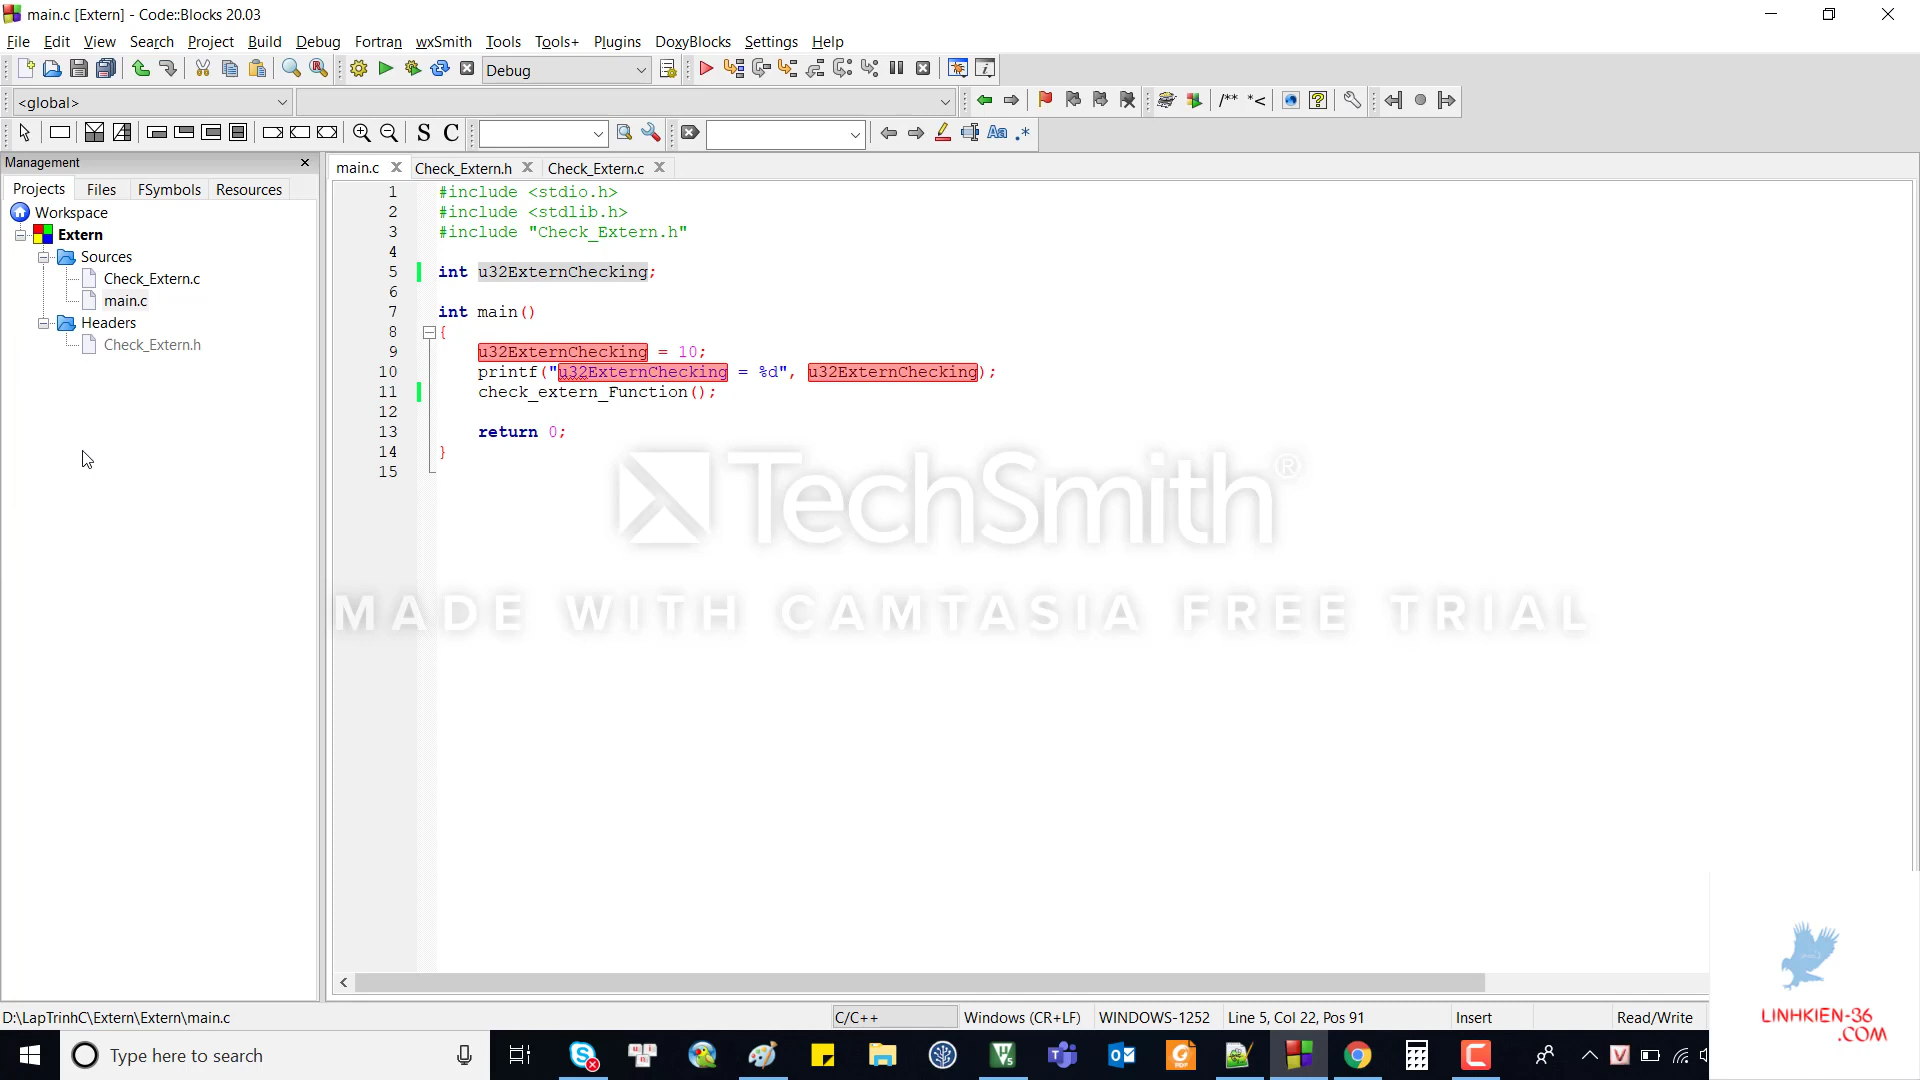 main.c [Extern] - Code::Blocks 20.03
File Edit View Search Project Build Debug Fortran wxSmith Tools Tools+ Plugins DoxyBlocks Settings Help
Debug
<global>
/** *<
S C
Aa .*
Management
Projects Files FSymbols Resources
Workspace
Extern
Sources
Check_Extern.c
main.c
Headers
Check_Extern.h
main.c Check_Extern.h Check_Extern.c
1 #include <stdio.h>
2 #include <stdlib.h>
3 #include "Check_Extern.h"
4
5 int u32ExternChecking;
6
7 int main()
8 {
9 u32ExternChecking = 10;
10 printf("u32ExternChecking = %d", u32ExternChecking);
11 check_extern_Function();
12
13 return 0;
14 }
15
TechSmith®
MADE WITH CAMTASIA FREE TRIAL
LINHKIEN-36
.COM
D:\LapTrinhC\Extern\Extern\main.c C/C++ Windows (CR+LF) WINDOWS-1252 Line 5, Col 22, Pos 91 Insert Read/Write
Type here to search